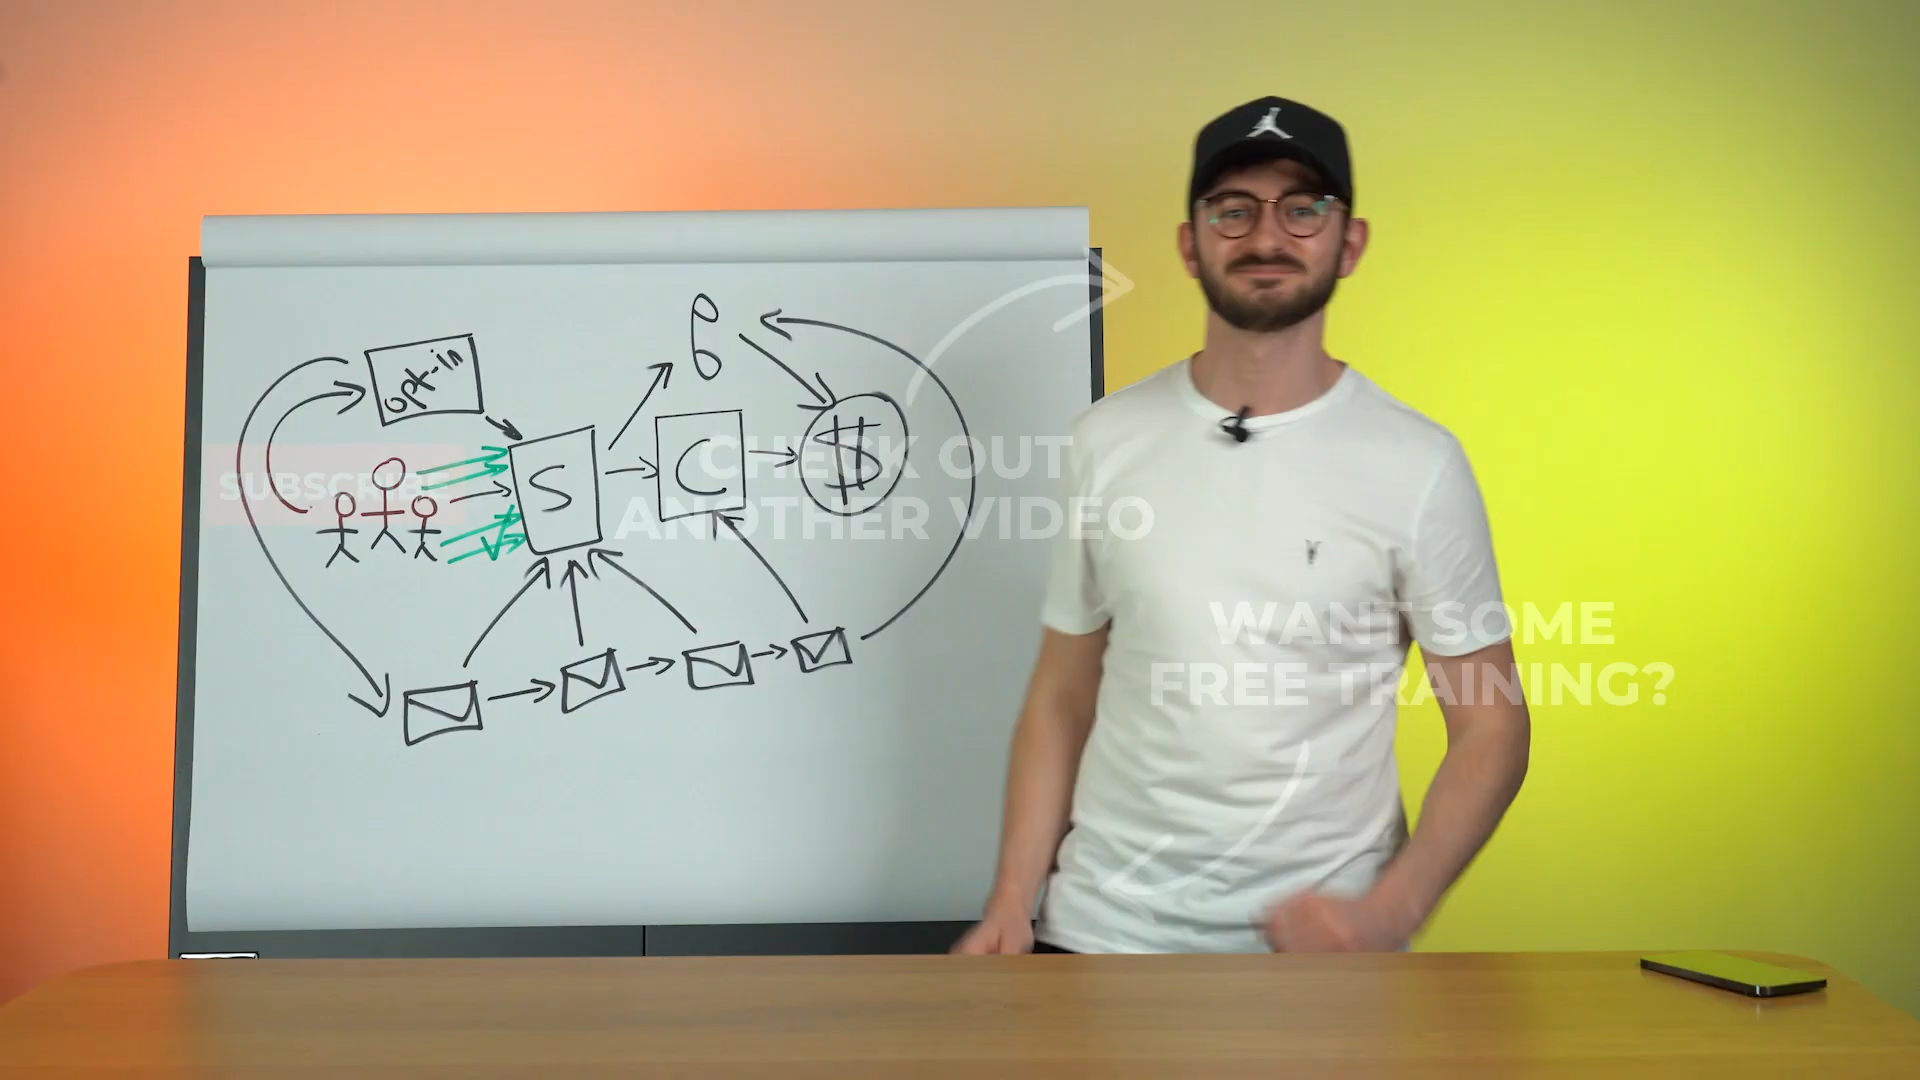 opt-in
S
C
$
SUBSCRIBE
CHECK OUT
ANOTHER VIDEO
WANT SOME
FREE TRAINING?